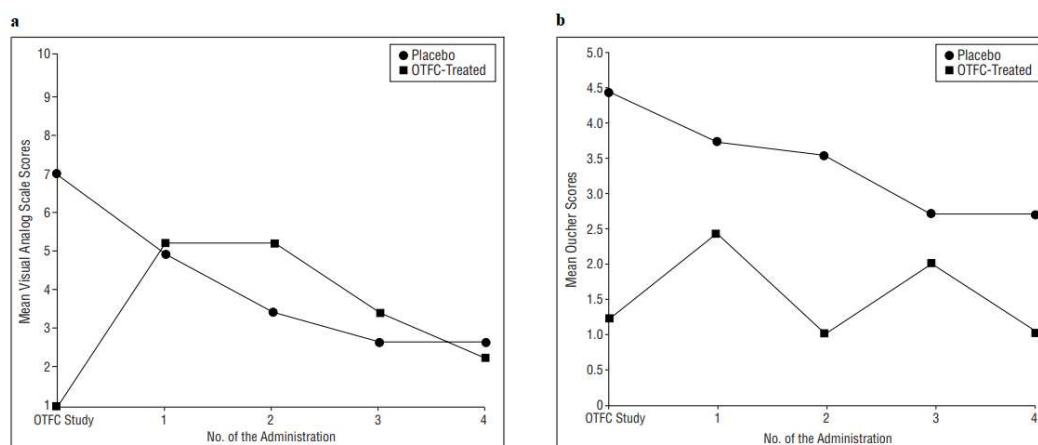 a
10
9
8
7
6
5
4
3
2
1
Mean Visual Analog Scale Scores
Placebo
OTFC-Treated
OTFC Study
1
2
3
4
No. of the Administration
b
5.0
4.5
4.0
3.5
3.0
2.5
2.0
1.5
1.0
0.5
0
Mean Oucher Scores
Placebo
OTFC-Treated
OTFC Study
1
2
3
4
No. of the Administration